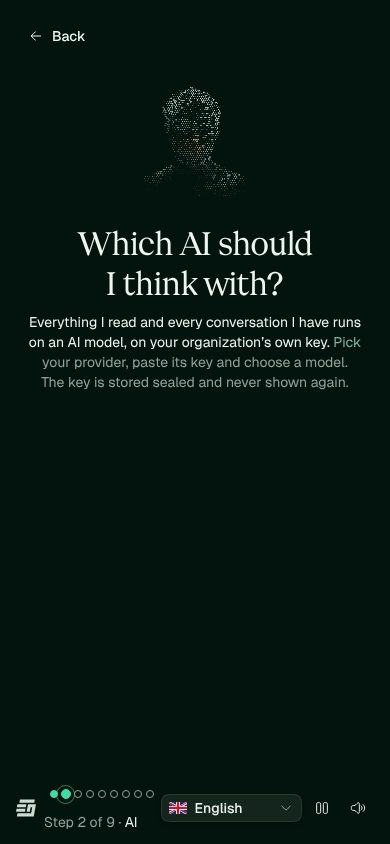 Back
Which AI should
I think with?
Everything I read and every conversation I have runs
on an AI model, on your organization’s own key. Pick
your provider, paste its key and choose a model.
The key is stored sealed and never shown again.
Step 2 of 9 · AI
English